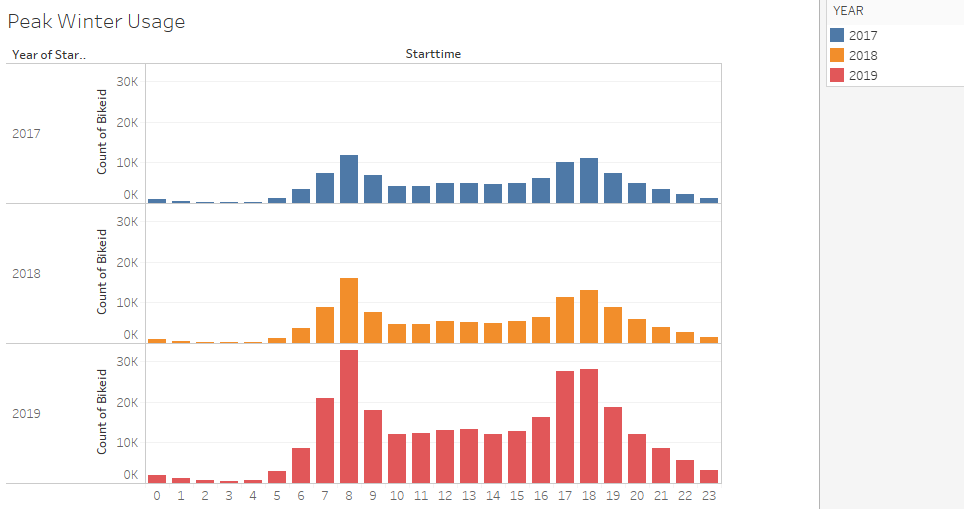 Peak Winter Usage
Year of Star.. Starttime
2017
Count of Bikeid
30K
20K
10K
0K
2018
Count of Bikeid
30K
20K
10K
0K
2019
Count of Bikeid
30K
20K
10K
0K
0 1 2 3 4 5 6 7 8 9 10 11 12 13 14 15 16 17 18 19 20 21 22 23
YEAR
2017
2018
2019